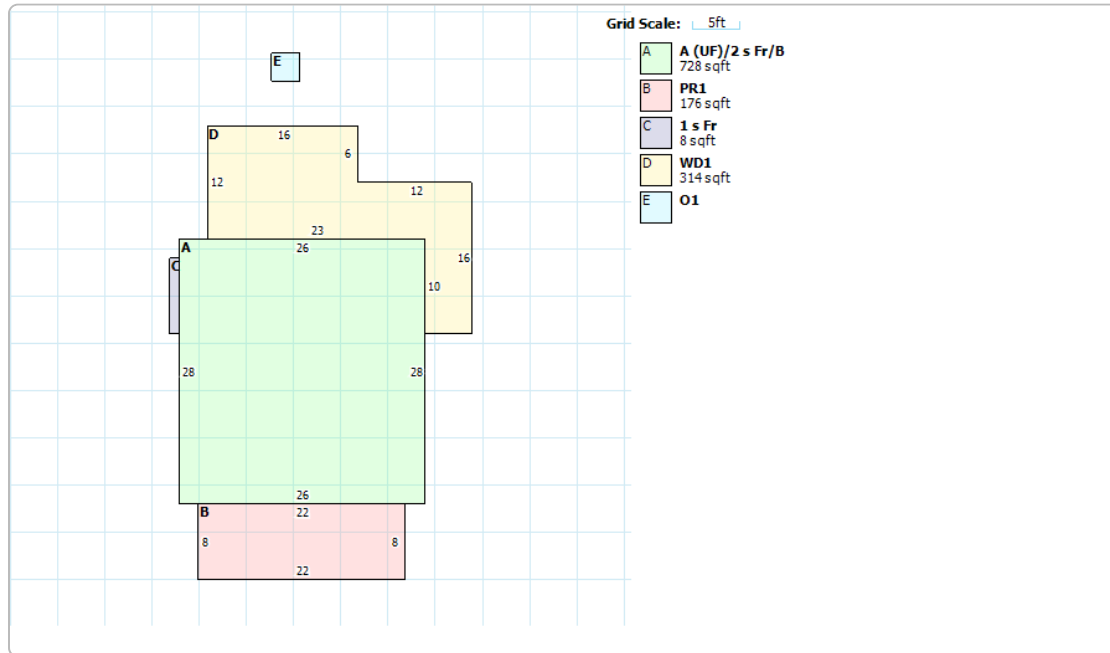 Grid Scale: 5ft
A A (UF)/2 s Fr/B
728 sqft
B PR1
176 sqft
C 1 s Fr
8 sqft
D WD1
314 sqft
E O1
E
D 16
6
12 12
23
A 26
C 16
10
28 28
26
B 22
8 8
22